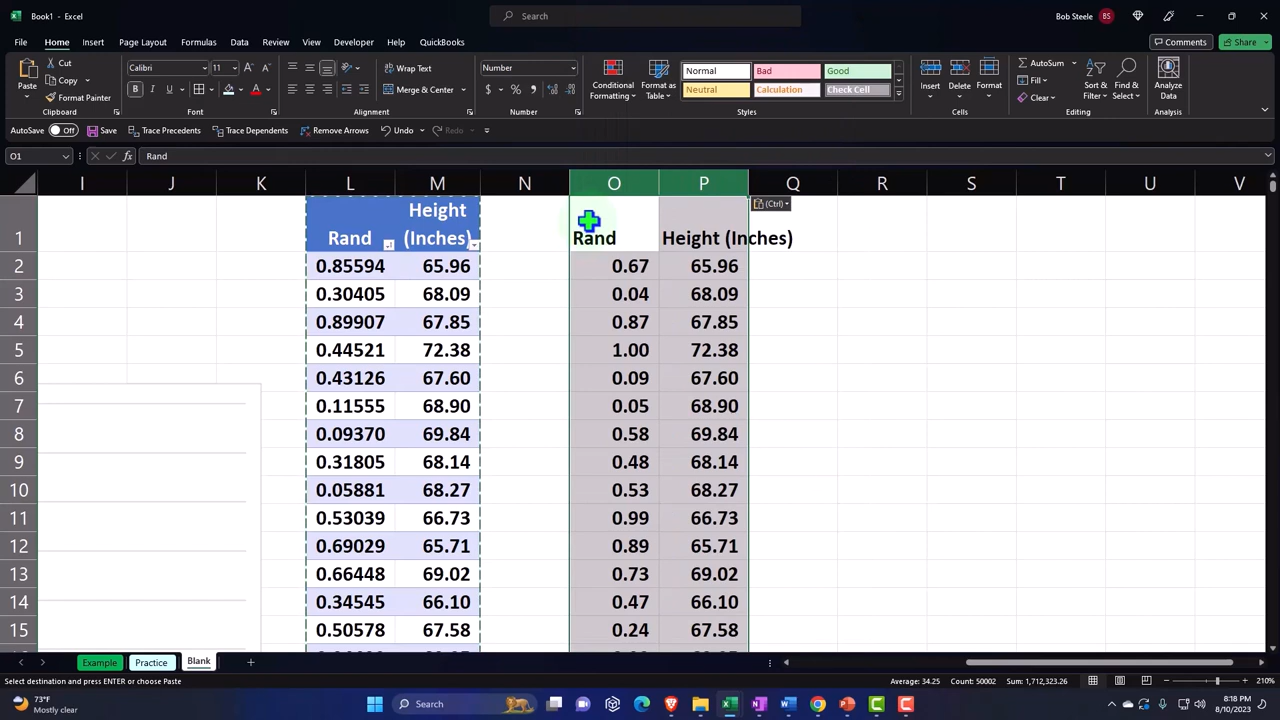 Book1 - Excel
Search
Bob Steele
BS
File
Home
Insert
Page Layout
Formulas
Data
Review
View
Developer
Help
QuickBooks
Comments
Share
Paste
Cut
Copy
Format Painter
Clipboard
Calibri
11
Font
Wrap Text
Merge & Center
Alignment
Number
Number
Conditional Formatting
Format as Table
Normal
Bad
Good
Neutral
Calculation
Check Cell
Styles
Insert
Delete
Format
Cells
AutoSum
Fill
Clear
Sort & Filter
Find & Select
Editing
Analyze Data
Analysis
AutoSave
Off
Save
Trace Precedents
Trace Dependents
Remove Arrows
Undo
Redo
O1
Rand
I J K L M N O P Q R S T U V
Height
1 Rand (Inches) Rand Height (Inches)
(Ctrl)
2 0.85594 65.96 0.67 65.96
3 0.30405 68.09 0.04 68.09
4 0.89907 67.85 0.87 67.85
5 0.44521 72.38 1.00 72.38
6 0.43126 67.60 0.09 67.60
7 0.11555 68.90 0.05 68.90
8 0.09370 69.84 0.58 69.84
9 0.31805 68.14 0.48 68.14
10 0.05881 68.27 0.53 68.27
11 0.53039 66.73 0.99 66.73
12 0.69029 65.71 0.89 65.71
13 0.66448 69.02 0.73 69.02
14 0.34545 66.10 0.47 66.10
15 0.50578 67.58 0.24 67.58
Example
Practice
Blank
Select destination and press ENTER or choose Paste
Average: 34.25
Count: 50002
Sum: 1,712,323.26
210%
73°F
Mostly clear
Search
8:18 PM
8/10/2023